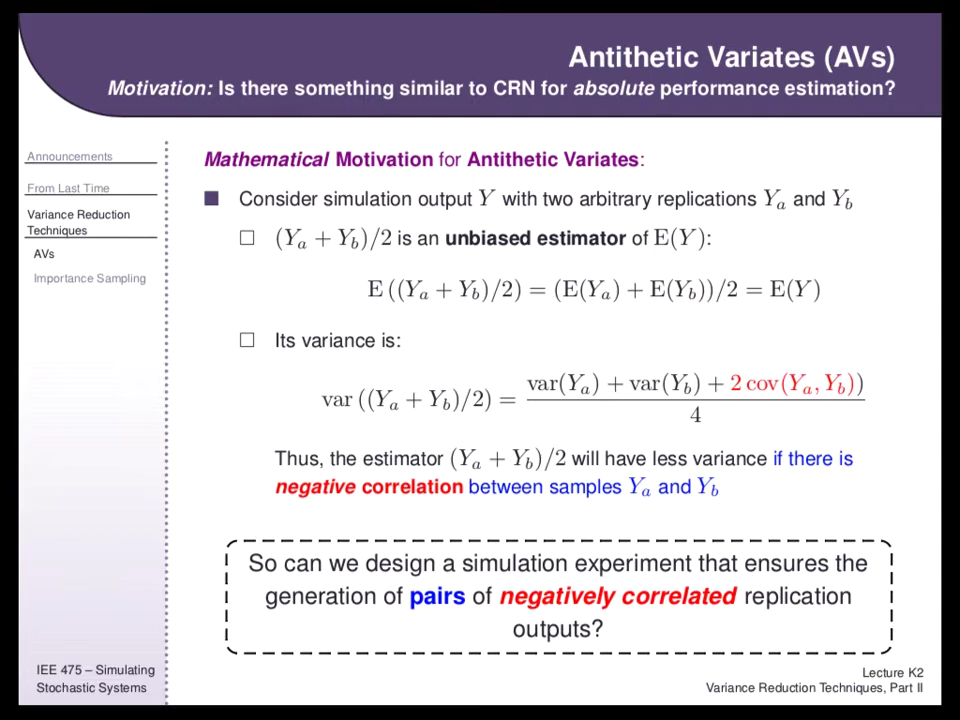 Antithetic Variates (AVs)
Motivation: Is there something similar to CRN for absolute performance estimation?
Announcements
From Last Time
Variance Reduction
Techniques
AVs
Importance Sampling
Mathematical Motivation for Antithetic Variates:
Consider simulation output Y with two arbitrary replications Y_a and Y_b
(Y_a + Y_b)/2 is an unbiased estimator of E(Y):
E ((Y_a + Y_b)/2) = (E(Y_a) + E(Y_b))/2 = E(Y)
Its variance is:
var ((Y_a + Y_b)/2) = var(Y_a) + var(Y_b) + 2 cov(Y_a, Y_b))
4
Thus, the estimator (Y_a + Y_b)/2 will have less variance if there is
negative correlation between samples Y_a and Y_b
So can we design a simulation experiment that ensures the
generation of pairs of negatively correlated replication
outputs?
IEE 475 – Simulating
Stochastic Systems
Lecture K2
Variance Reduction Techniques, Part II